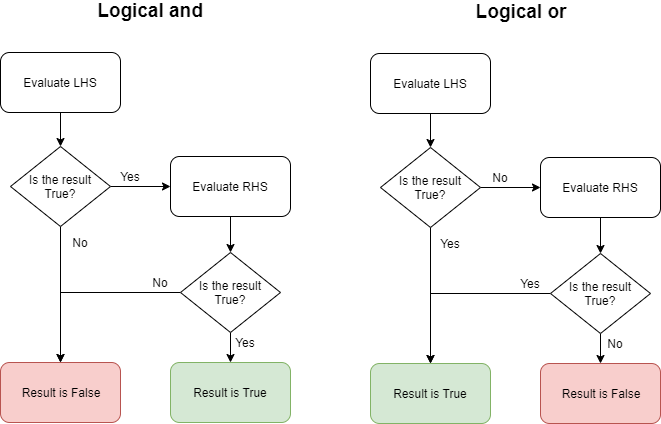 Logical and
Evaluate LHS
Is the result
True?
Yes
Evaluate RHS
No
Is the result
True?
No
Yes
Result is False
Result is True
Logical or
Evaluate LHS
Is the result
True?
No
Evaluate RHS
Yes
Is the result
True?
Yes
No
Result is True
Result is False